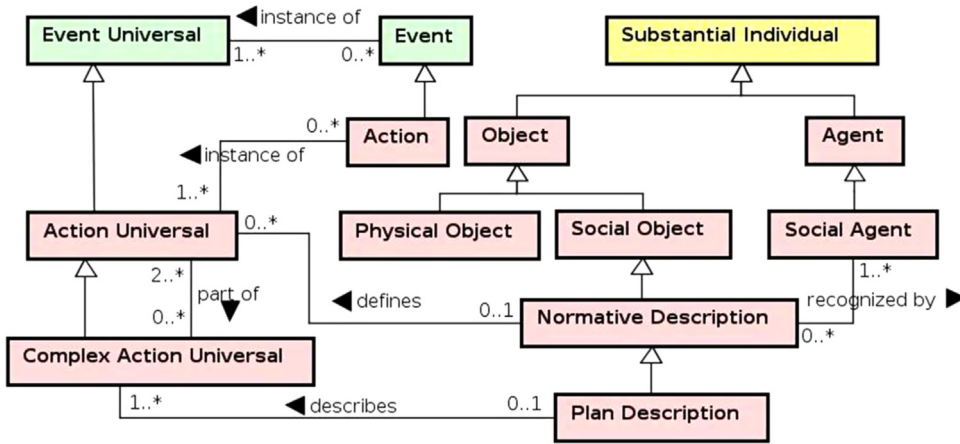 instance of
Event Universal
Event
Substantial Individual
1..*
0..*
0..*
Action
Object
Agent
instance of
1..*
Action Universal
0..*
Physical Object
Social Object
Social Agent
2..*
part of
1..*
defines
recognized by
0..*
0..1
Normative Description
0..*
Complex Action Universal
1..*
describes
0..1
Plan Description